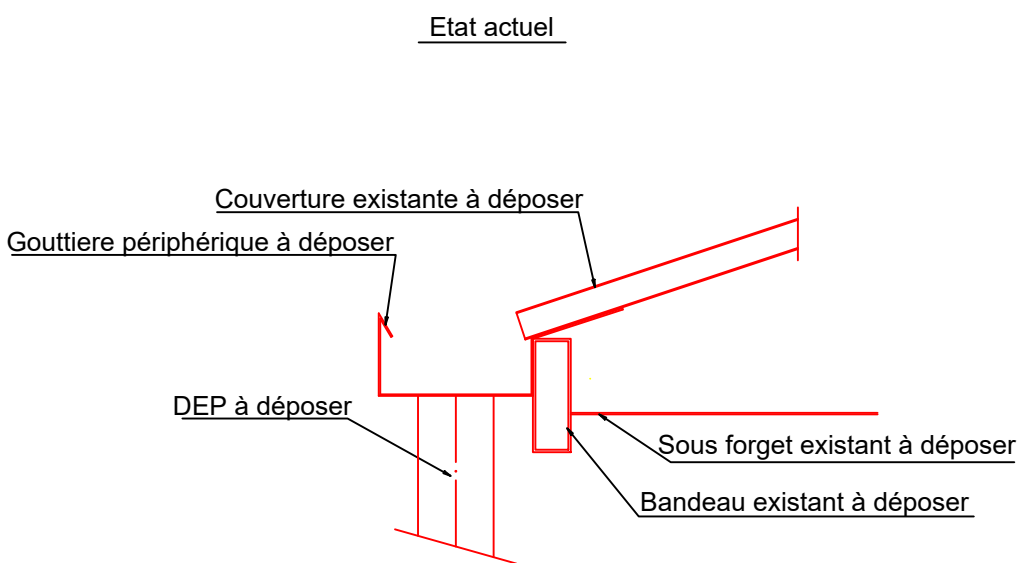 Etat actuel
Couverture existante à déposer
Gouttiere périphérique à déposer
DEP à déposer
Sous forget existant à déposer
Bandeau existant à déposer